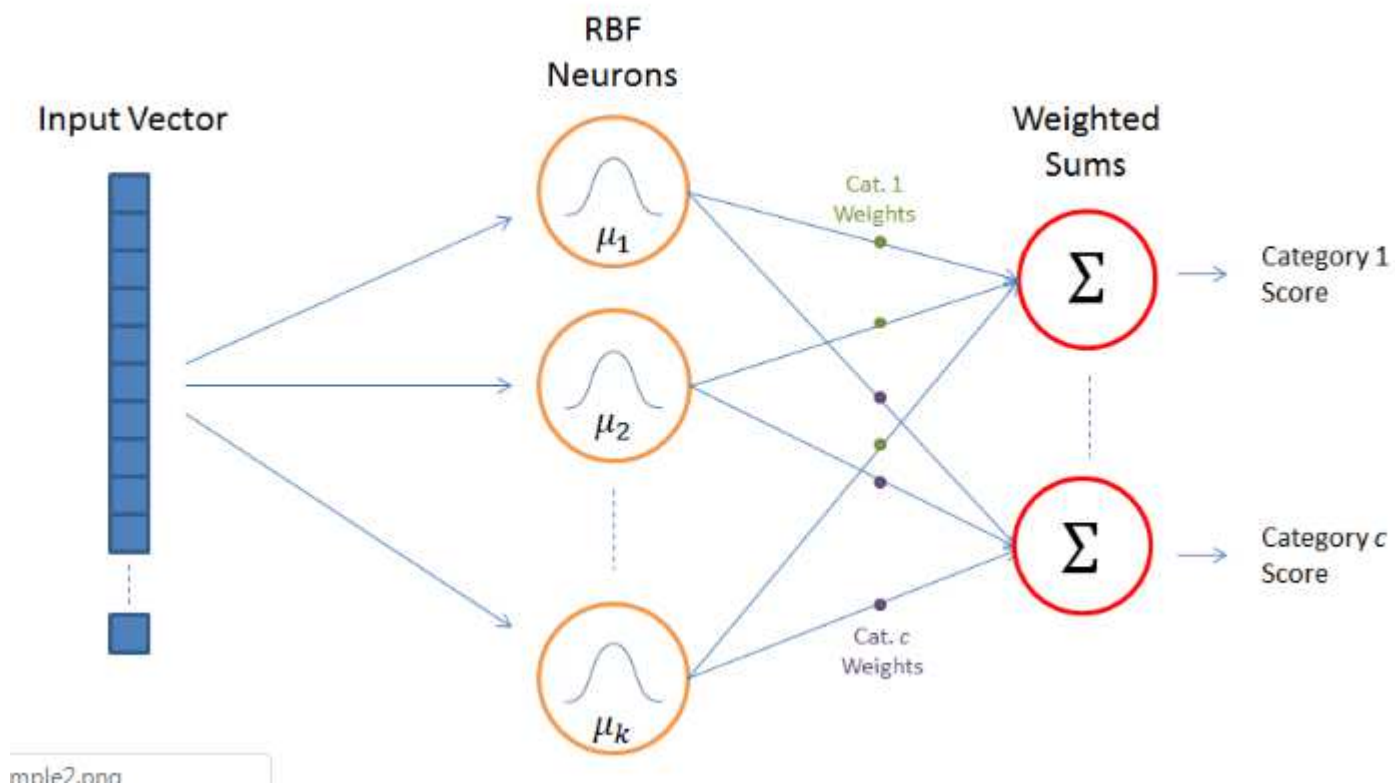 RBF
Neurons
Input Vector
Weighted
Sums
μ₁
Cat. 1
Weights
Σ
Category 1
Score
μ₂
Σ
Category c
Score
Cat. c
Weights
μₖ
mple2.png